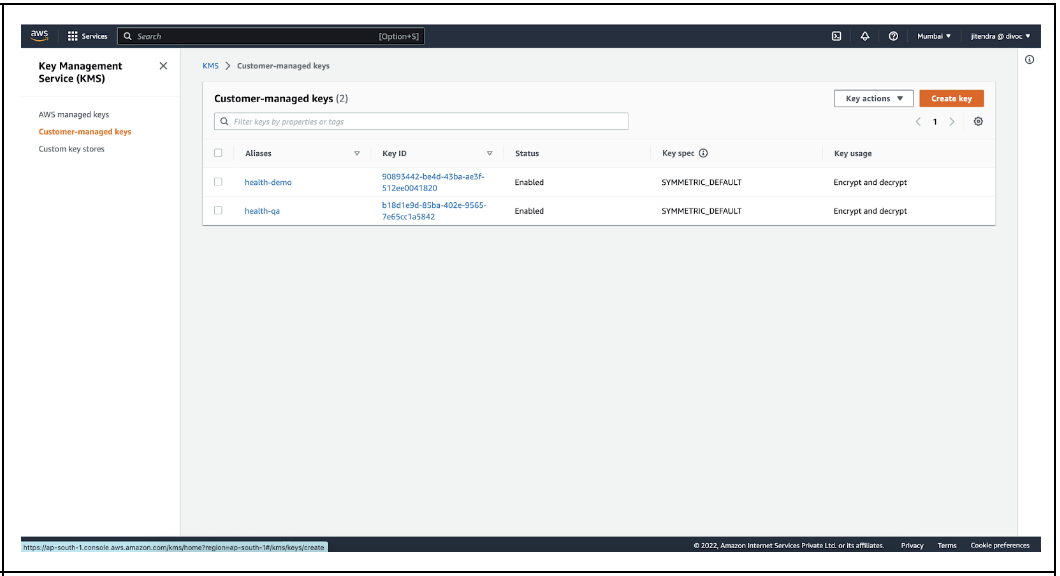 aws
Services
Search
[Option+S]
Mumbai
jitendra @ divoc
Key Management
Service (KMS)
AWS managed keys
Customer-managed keys
Custom key stores
KMS > Customer-managed keys
Customer-managed keys (2)
Key actions
Create key
Filter keys by properties or tags
1
Aliases Key ID Status Key spec Key usage
health-demo 90893442-be4d-43ba-ae3f-
512ee0041820 Enabled SYMMETRIC_DEFAULT Encrypt and decrypt
health-qa b18d1e9d-85ba-402e-9565-
7e65cc1a5842 Enabled SYMMETRIC_DEFAULT Encrypt and decrypt
https://ap-south-1.console.aws.amazon.com/kms/home?region=ap-south-1#/kms/keys/create
© 2022, Amazon Internet Services Private Ltd. or its affiliates. Privacy Terms Cookie preferences